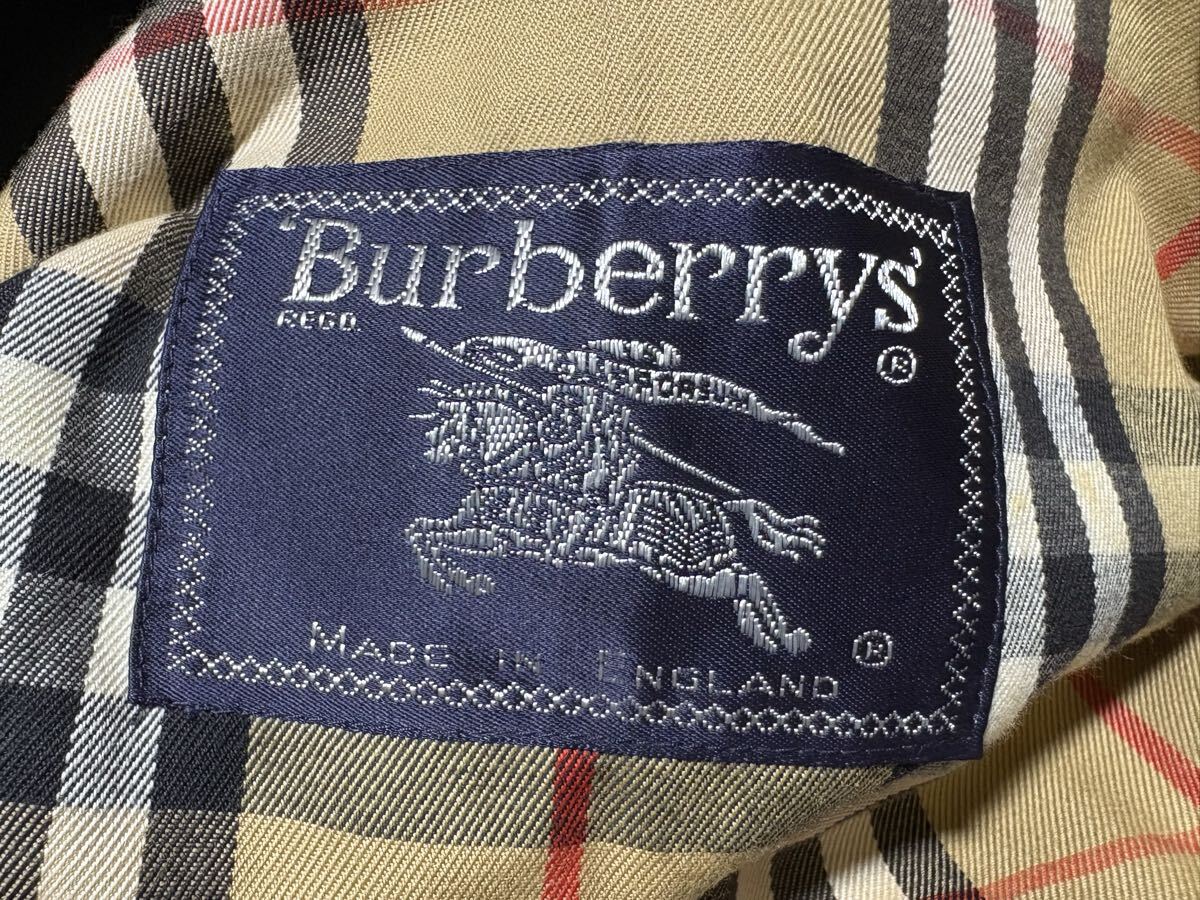 'Burberrys'
REGD.
®
®
MADE IN ENGLAND